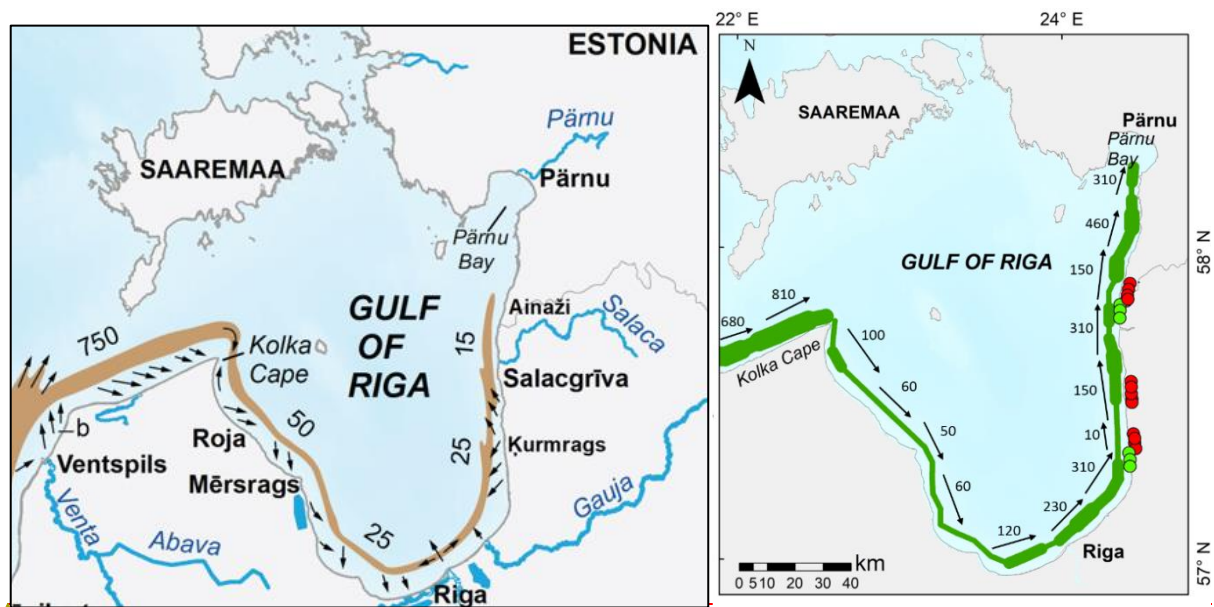 ESTONIA
Pärnu
SAAREMAA
Pärnu
Pärnu
Bay
GULF
OF
RIGA
Ainaži
Salaca
750
Kolka
Cape
15
Salacgrīva
b
50
Roja
25
Ķurmrags
Ventspils
Mērsrags
Gauja
Venta
Abava
25
Riga
22° E
24° E
N
Pärnu
SAAREMAA
Pärnu
Bay
310
460
58° N
GULF OF RIGA
150
810
680
100
310
Kolka Cape
60
150
50
10
60
310
230
120
Riga
km
0 5 10 20 30 40
57° N